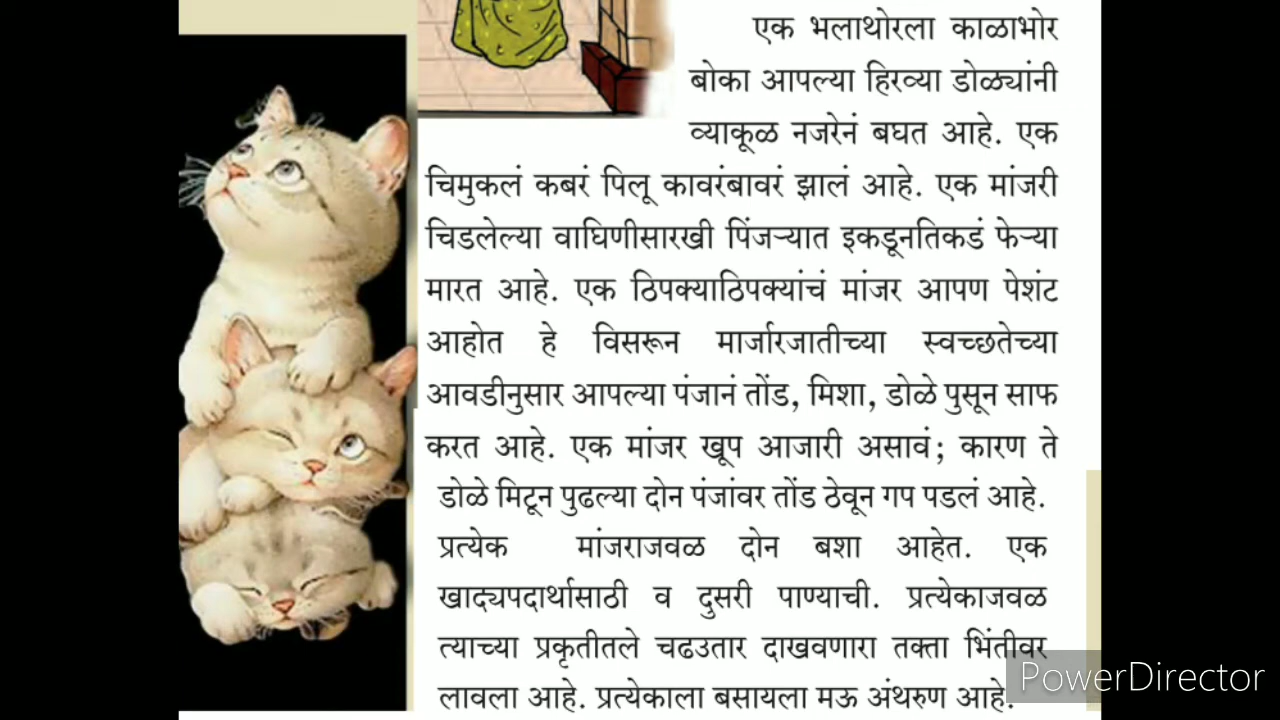 एक भलाथोरला काळाभोर
बोका आपल्या हिरव्या डोळ्यांनी
व्याकूळ नजरेनं बघत आहे. एक
चिमुकलं कबरं पिलू कावरंबावरं झालं आहे. एक मांजरी
चिडलेल्या वाघिणीसारखी पिंजऱ्यात इकडूनतिकडं फेऱ्या
मारत आहे. एक ठिपक्याठिपक्यांचं मांजर आपण पेशंट
आहोत हे विसरून मार्जारजातीच्या स्वच्छतेच्या
आवडीनुसार आपल्या पंजानं तोंड, मिशा, डोळे पुसून साफ
करत आहे. एक मांजर खूप आजारी असावं; कारण ते
डोळे मिटून पुढल्या दोन पंजांवर तोंड ठेवून गप पडलं आहे.
प्रत्येक मांजराजवळ दोन बशा आहेत. एक
खाद्यपदार्थासाठी व दुसरी पाण्याची. प्रत्येकाजवळ
त्याच्या प्रकृतीतले चढउतार दाखवणारा तक्ता भिंतीवर
लावला आहे. प्रत्येकाला बसायला मऊ अंथरुण आहे.
PowerDirector